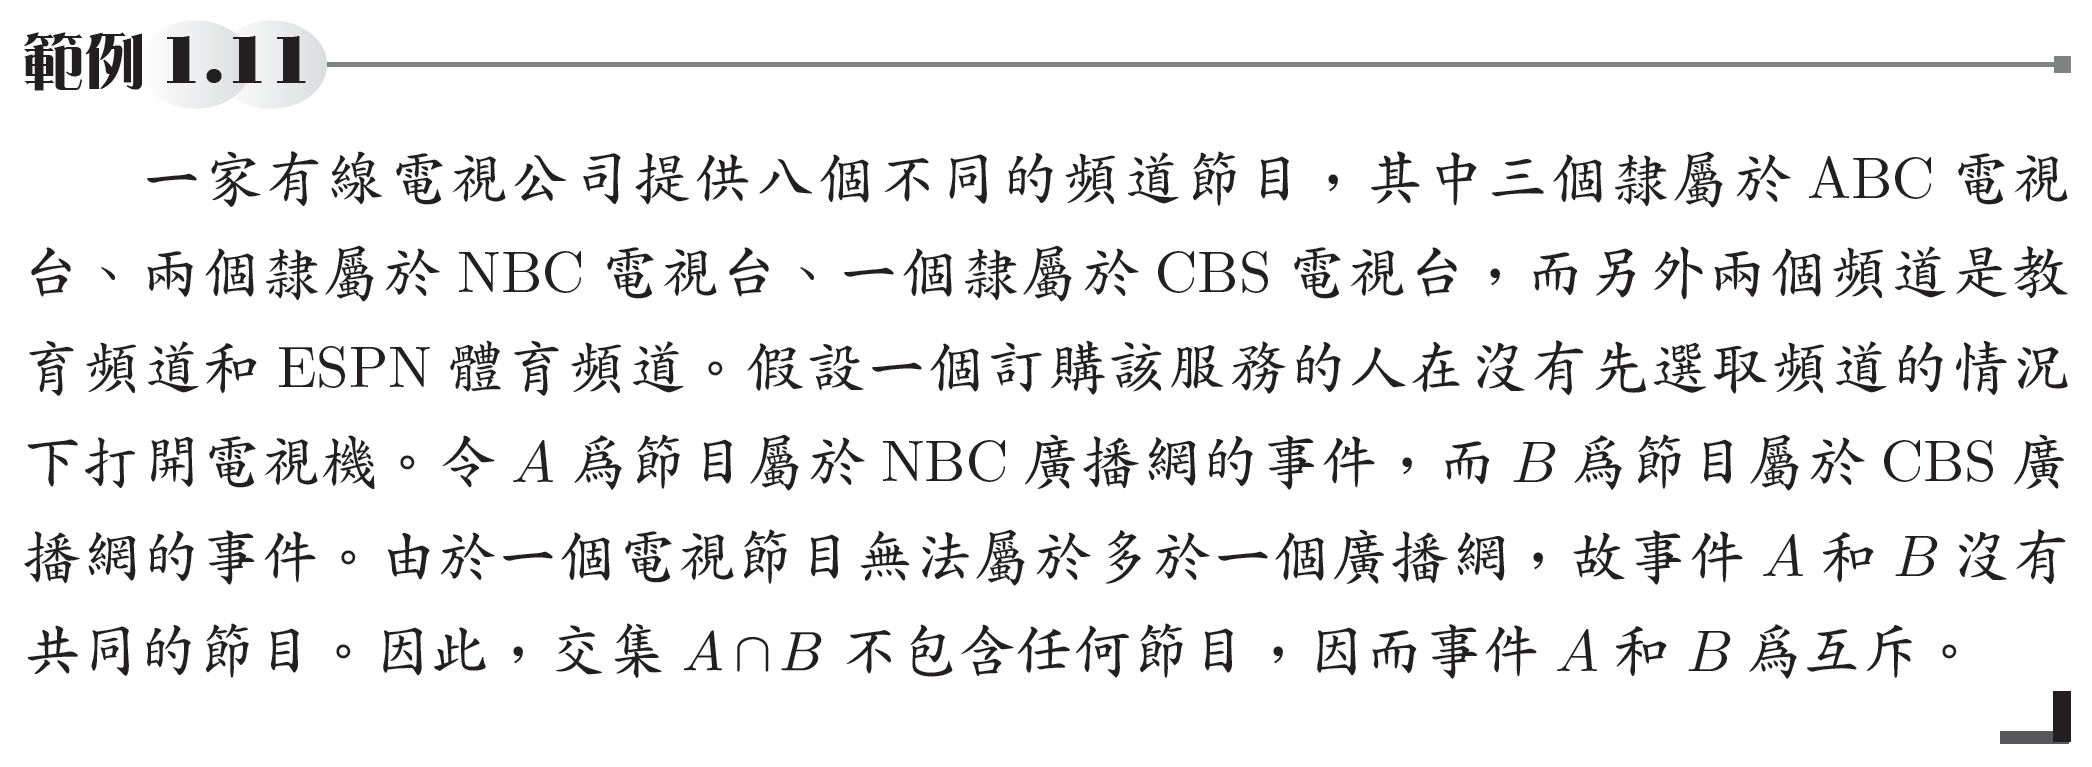 範例 1.11
一家有線電視公司提供八個不同的頻道節目，其中三個隸屬於 ABC 電視
台、兩個隸屬於 NBC 電視台、一個隸屬於 CBS 電視台，而另外兩個頻道是教
育頻道和 ESPN 體育頻道。假設一個訂購該服務的人在沒有先選取頻道的情況
下打開電視機。令 A 爲節目屬於 NBC 廣播網的事件，而 B 爲節目屬於 CBS 廣
播網的事件。由於一個電視節目無法屬於多於一個廣播網，故事件 A 和 B 沒有
共同的節目。因此，交集 A∩B 不包含任何節目，因而事件 A 和 B 爲互斥。